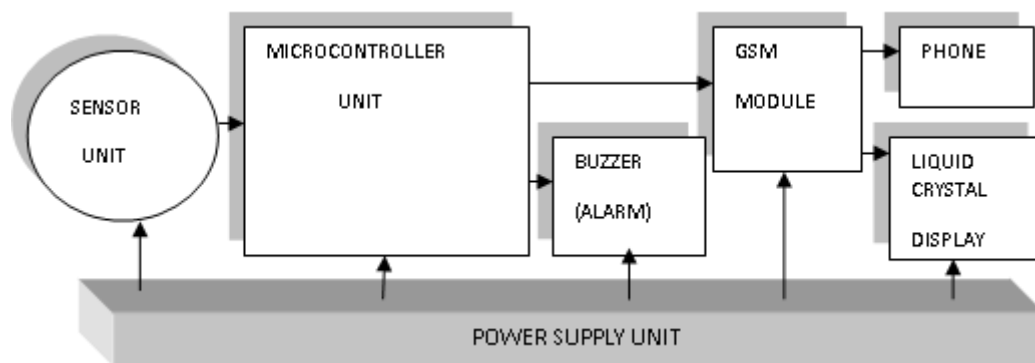 SENSOR
UNIT
MICROCONTROLLER
UNIT
BUZZER
(ALARM)
GSM
MODULE
PHONE
LIQUID
CRYSTAL
DISPLAY
POWER SUPPLY UNIT